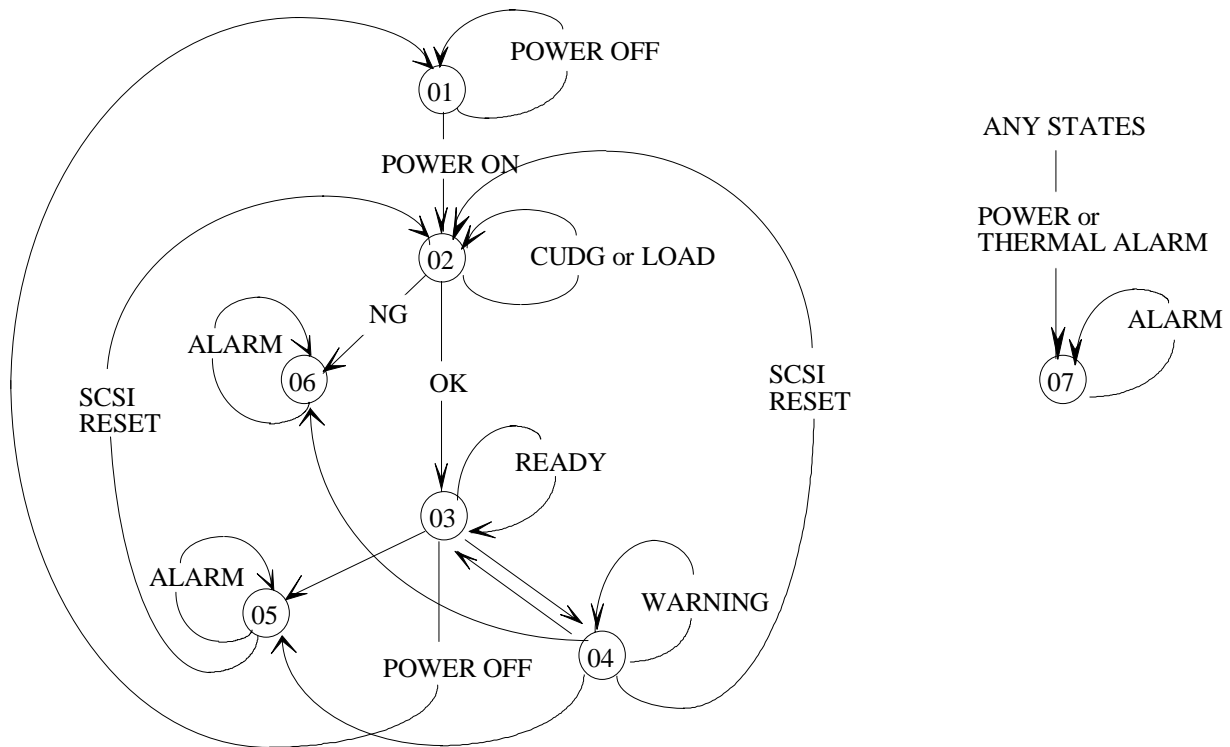 POWER OFF
01
ANY STATES
POWER ON
POWER or
THERMAL ALARM
02
CUDG or LOAD
NG
ALARM
ALARM
06
OK
SCSI
RESET
SCSI
RESET
07
READY
03
ALARM
WARNING
05
04
POWER OFF